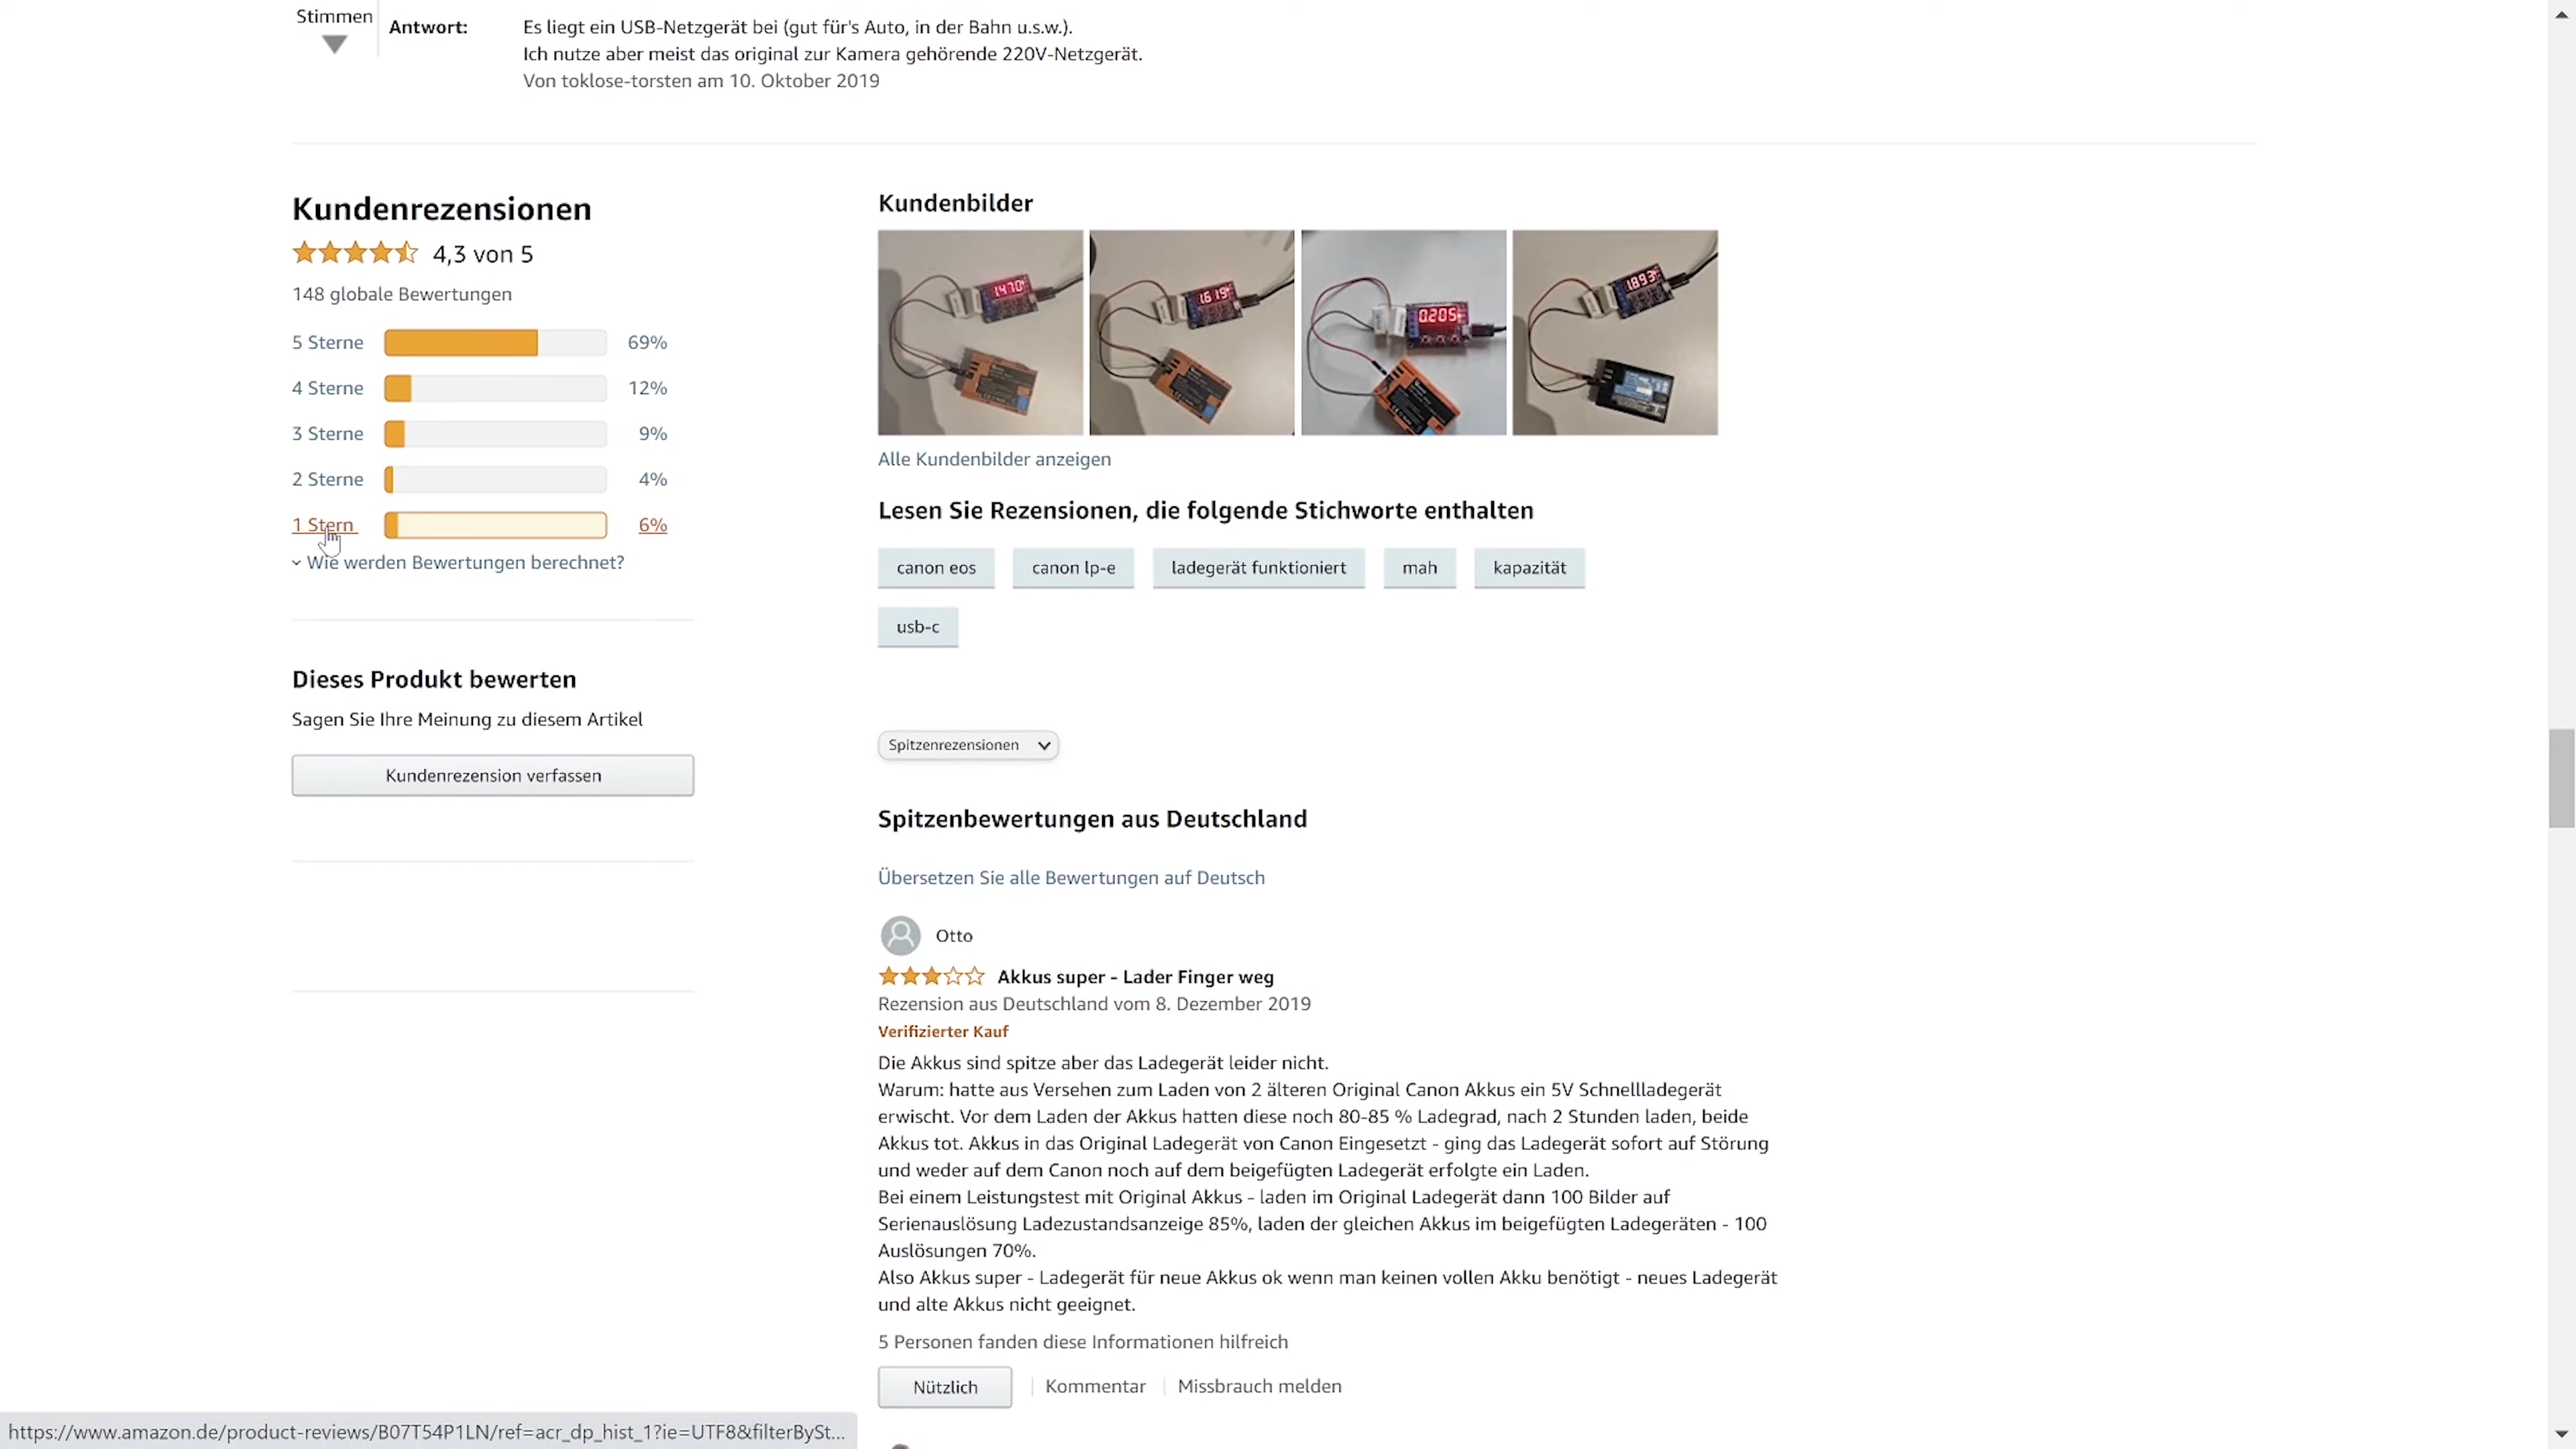 Stimmen
Antwort:
Es liegt ein USB-Netzgerät bei (gut für's Auto, in der Bahn u.s.w.).
Ich nutze aber meist das original zur Kamera gehörende 220V-Netzgerät.
Von toklose-torsten am 10. Oktober 2019
Kundenrezensionen
4,3 von 5
148 globale Bewertungen
5 Sterne 69%
4 Sterne 12%
3 Sterne 9%
2 Sterne 4%
1 Stern 6%
Wie werden Bewertungen berechnet?
Dieses Produkt bewerten
Sagen Sie Ihre Meinung zu diesem Artikel
Kundenrezension verfassen
Kundenbilder
1.470
1.619
0.205
1.893
Alle Kundenbilder anzeigen
Lesen Sie Rezensionen, die folgende Stichworte enthalten
canon eos canon lp-e ladegerät funktioniert mah kapazität
usb-c
Spitzenrezensionen
Spitzenbewertungen aus Deutschland
Übersetzen Sie alle Bewertungen auf Deutsch
Otto
Akkus super - Lader Finger weg
Rezension aus Deutschland vom 8. Dezember 2019
Verifizierter Kauf
Die Akkus sind spitze aber das Ladegerät leider nicht.
Warum: hatte aus Versehen zum Laden von 2 älteren Original Canon Akkus ein 5V Schnellladegerät
erwischt. Vor dem Laden der Akkus hatten diese noch 80-85 % Ladegrad, nach 2 Stunden laden, beide
Akkus tot. Akkus in das Original Ladegerät von Canon Eingesetzt - ging das Ladegerät sofort auf Störung
und weder auf dem Canon noch auf dem beigefügten Ladegerät erfolgte ein Laden.
Bei einem Leistungstest mit Original Akkus - laden im Original Ladegerät dann 100 Bilder auf
Serienauslösung Ladezustandsanzeige 85%, laden der gleichen Akkus im beigefügten Ladegeräten - 100
Auslösungen 70%.
Also Akkus super - Ladegerät für neue Akkus ok wenn man keinen vollen Akku benötigt - neues Ladegerät
und alte Akkus nicht geeignet.
5 Personen fanden diese Informationen hilfreich
Nützlich Kommentar Missbrauch melden
https://www.amazon.de/product-reviews/B07T54P1LN/ref=acr_dp_hist_1?ie=UTF8&filterBySt...